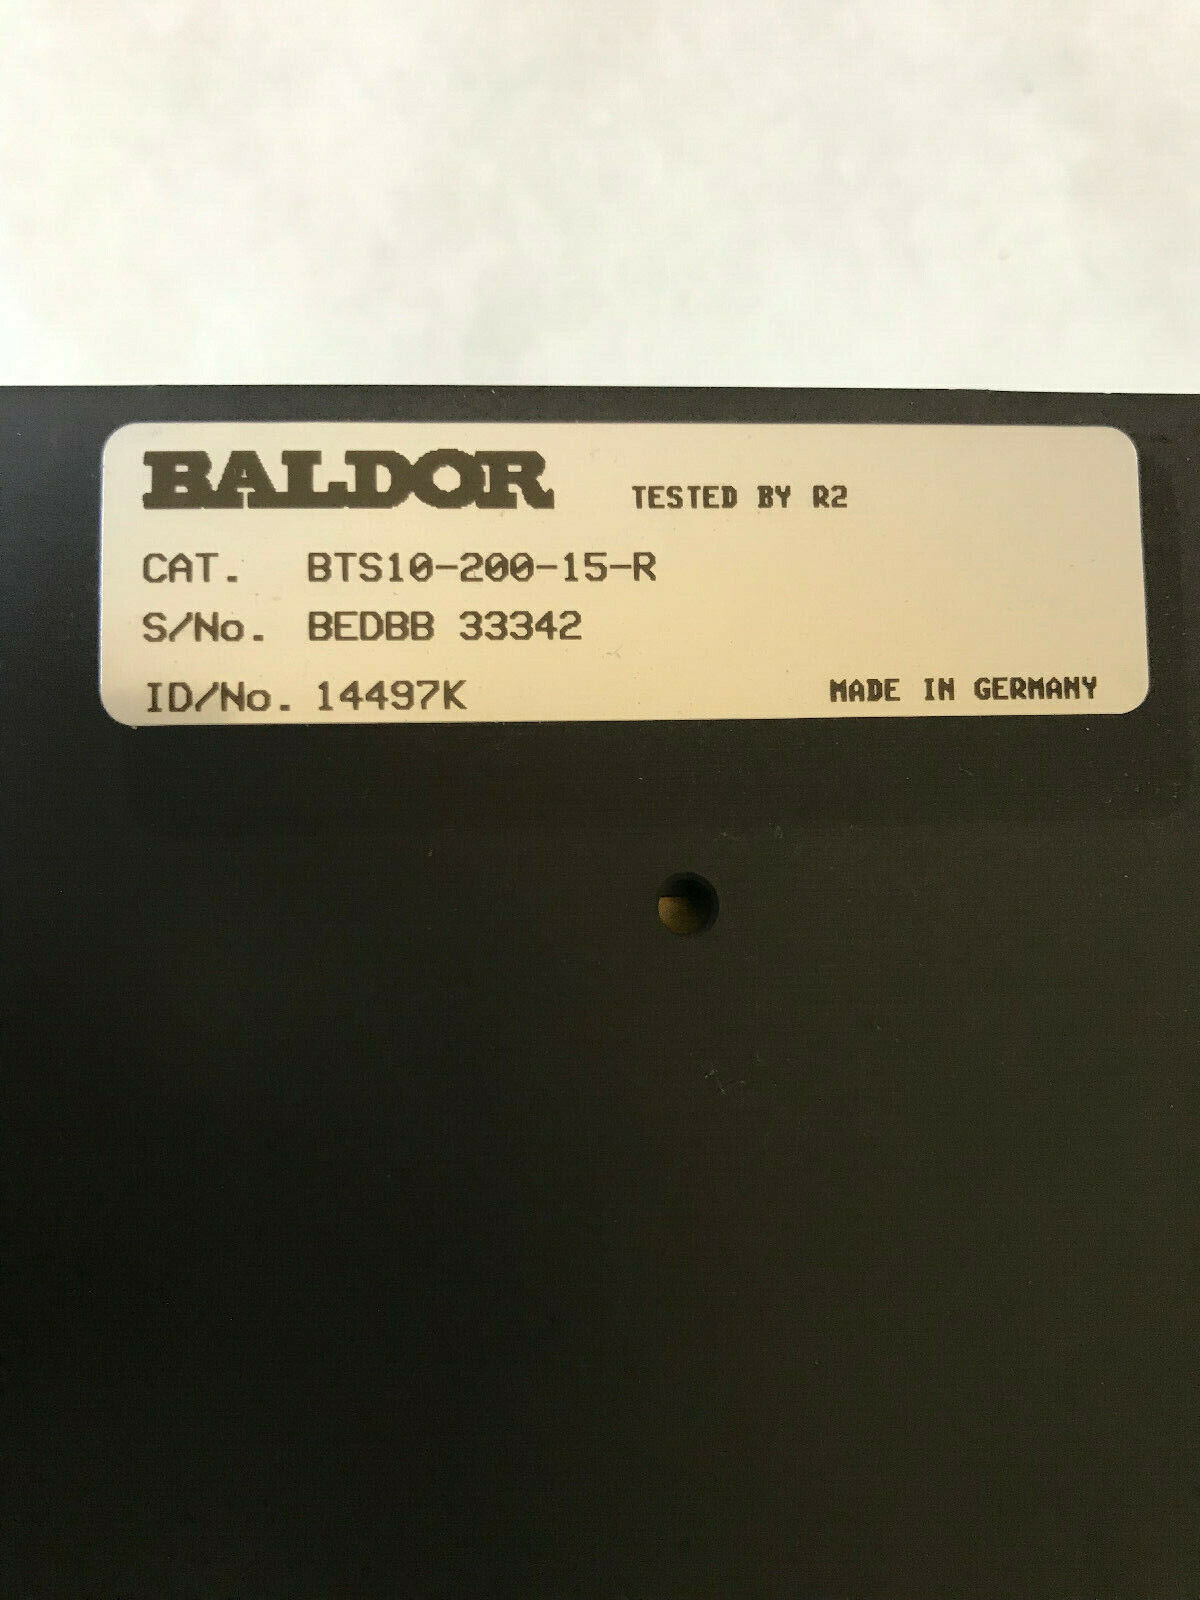 BALDOR TESTED BY R2
CAT. BTS10-200-15-R
S/No. BEDBB 33342
ID/No. 14497K MADE IN GERMANY